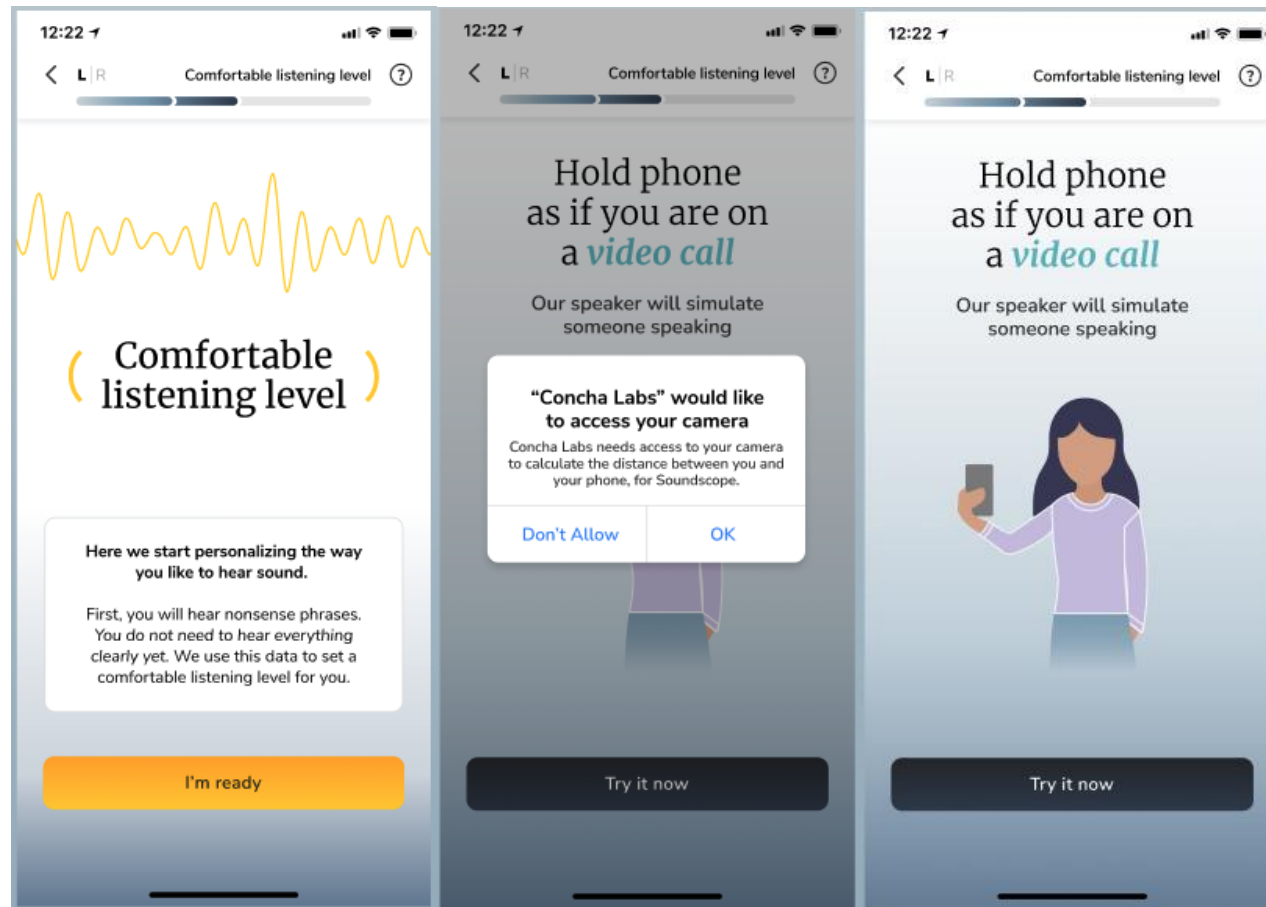 12:22
L|R Comfortable listening level ?
Comfortable
listening level
Here we start personalizing the way
you like to hear sound.
First, you will hear nonsense phrases.
You do not need to hear everything
clearly yet. We use this data to set a
comfortable listening level for you.
I'm ready
12:22
L|R Comfortable listening level ?
Hold phone
as if you are on
a video call
Our speaker will simulate
someone speaking
“Concha Labs” would like
to access your camera
Concha Labs needs access to your camera
to calculate the distance between you and
your phone, for Soundscope.
Don't Allow OK
Try it now
12:22
L|R Comfortable listening level ?
Hold phone
as if you are on
a video call
Our speaker will simulate
someone speaking
Try it now